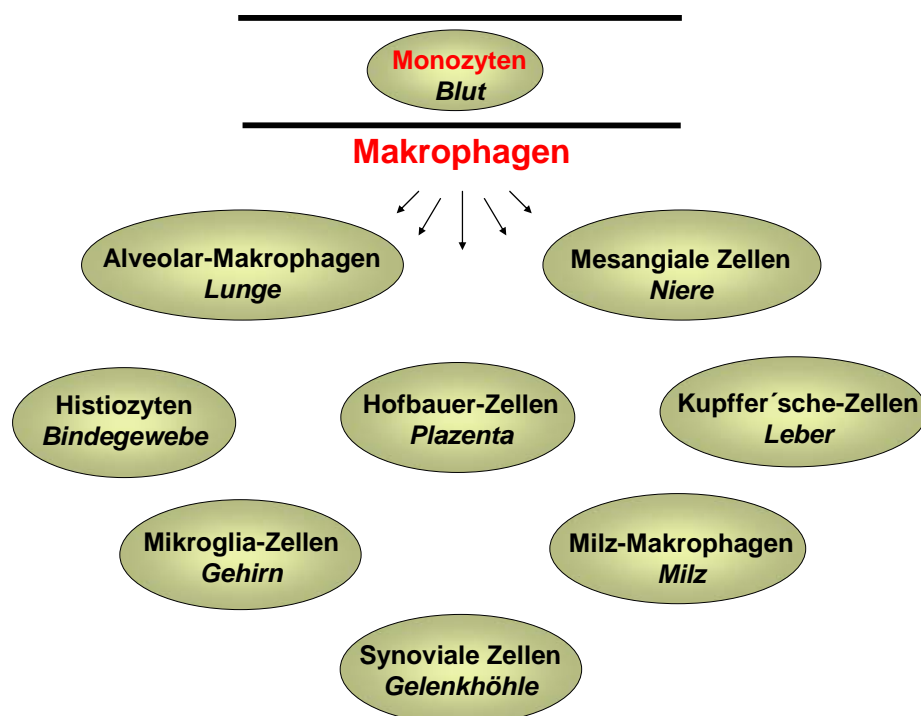 Monozyten
Blut
Makrophagen
Alveolar-Makrophagen
Lunge
Mesangiale Zellen
Niere
Histiozyten
Bindegewebe
Hofbauer-Zellen
Plazenta
Kupffer´sche-Zellen
Leber
Mikroglia-Zellen
Gehirn
Milz-Makrophagen
Milz
Synoviale Zellen
Gelenkhöhle